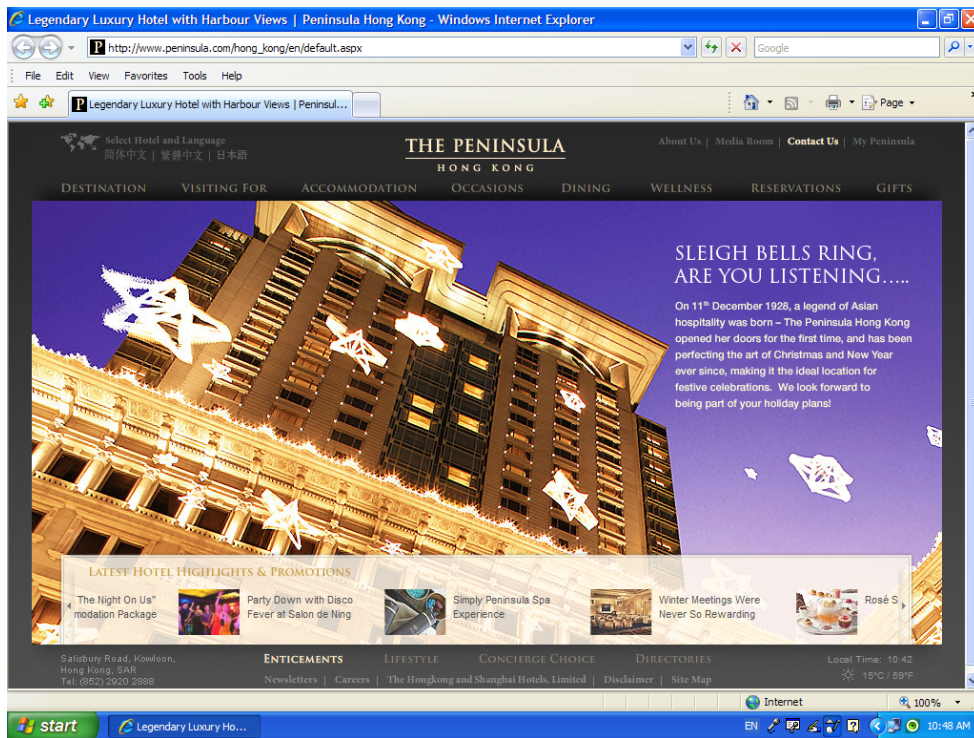 Legendary Luxury Hotel with Harbour Views | Peninsula Hong Kong - Windows Internet Explorer
http://www.peninsula.com/hong_kong/en/default.aspx
Google
File Edit View Favorites Tools Help
Legendary Luxury Hotel with Harbour Views | Peninsul...
Page
Select Hotel and Language
简体中文 | 繁體中文 | 日本語
THE PENINSULA
HONG KONG
About Us | Media Room | Contact Us | My Peninsula
DESTINATION VISITING FOR ACCOMMODATION OCCASIONS DINING WELLNESS RESERVATIONS GIFTS
SLEIGH BELLS RING,
ARE YOU LISTENING.....
On 11th December 1928, a legend of Asian
hospitality was born – The Peninsula Hong Kong
opened her doors for the first time, and has been
perfecting the art of Christmas and New Year
ever since, making it the ideal location for
festive celebrations. We look forward to
being part of your holiday plans!
LATEST HOTEL HIGHLIGHTS & PROMOTIONS
The Night On Us"
modation Package
Party Down with Disco
Fever at Salon de Ning
Simply Peninsula Spa
Experience
Winter Meetings Were
Never So Rewarding
Rosé S
Salisbury Road, Kowloon,
Hong Kong, SAR
Tel: (852) 2920 2888
ENTICEMENTS LIFESTYLE CONCIERGE CHOICE DIRECTORIES
Newsletters | Careers | The Hongkong and Shanghai Hotels, Limited | Disclaimer | Site Map
Local Time: 10:42
15°C / 59°F
Internet
100%
start
Legendary Luxury Ho...
EN
10:48 AM